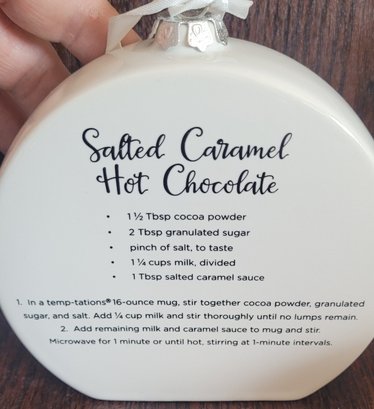 Salted Caramel
Hot Chocolate
• 1 ½ Tbsp cocoa powder
• 2 Tbsp granulated sugar
• pinch of salt, to taste
• 1 ¼ cups milk, divided
• 1 Tbsp salted caramel sauce
1. In a temp-tations® 16-ounce mug, stir together cocoa powder, granulated
sugar, and salt. Add ¼ cup milk and stir thoroughly until no lumps remain.
2. Add remaining milk and caramel sauce to mug and stir.
Microwave for 1 minute or until hot, stirring at 1-minute intervals.